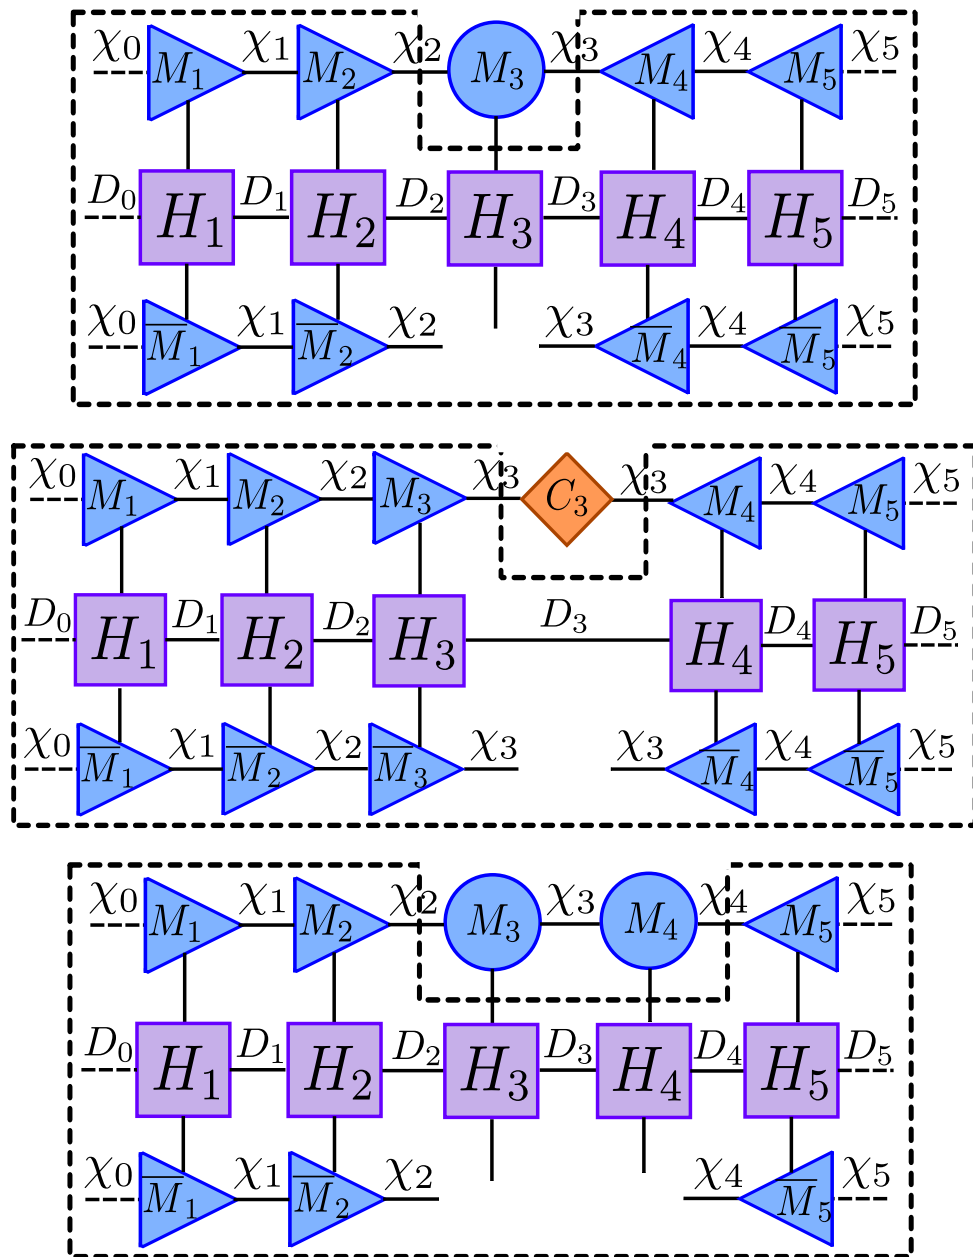 χ₀ M₁ χ₁ M₂ χ₂ M₃ χ₃ M₄ χ₄ M₅ χ₅
D₀ H₁ D₁ H₂ D₂ H₃ D₃ H₄ D₄ H₅ D₅
χ₀ M̅₁ χ₁ M̅₂ χ₂ χ₃ M̅₄ χ₄ M̅₅ χ₅
χ₀ M₁ χ₁ M₂ χ₂ M₃ χ₃ C₃ χ₃ M₄ χ₄ M₅ χ₅
D₀ H₁ D₁ H₂ D₂ H₃ D₃ H₄ D₄ H₅ D₅
χ₀ M̅₁ χ₁ M̅₂ χ₂ M̅₃ χ₃ χ₃ M̅₄ χ₄ M̅₅ χ₅
χ₀ M₁ χ₁ M₂ χ₂ M₃ χ₃ M₄ χ₄ M₅ χ₅
D₀ H₁ D₁ H₂ D₂ H₃ D₃ H₄ D₄ H₅ D₅
χ₀ M̅₁ χ₁ M̅₂ χ₂ χ₄ M̅₅ χ₅